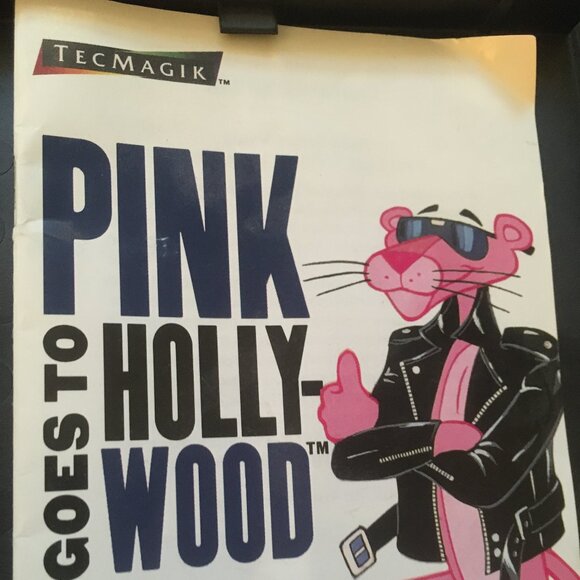 TECMAGIK™
PINK
GOES TO
HOLLY-
WOOD™